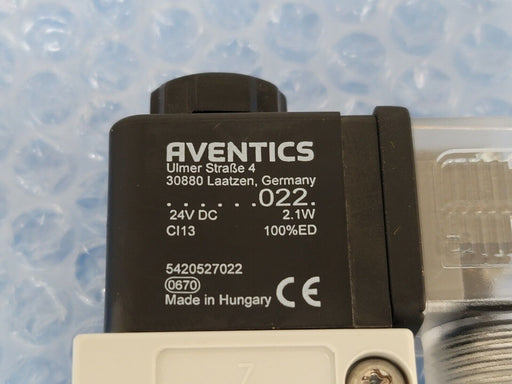 AVENTICS
Ulmer Straße 4
30880 Laatzen, Germany
. . . . . .022.
24V DC 2.1W
CI13 100%ED
5420527022
0670
Made in Hungary CE
Z